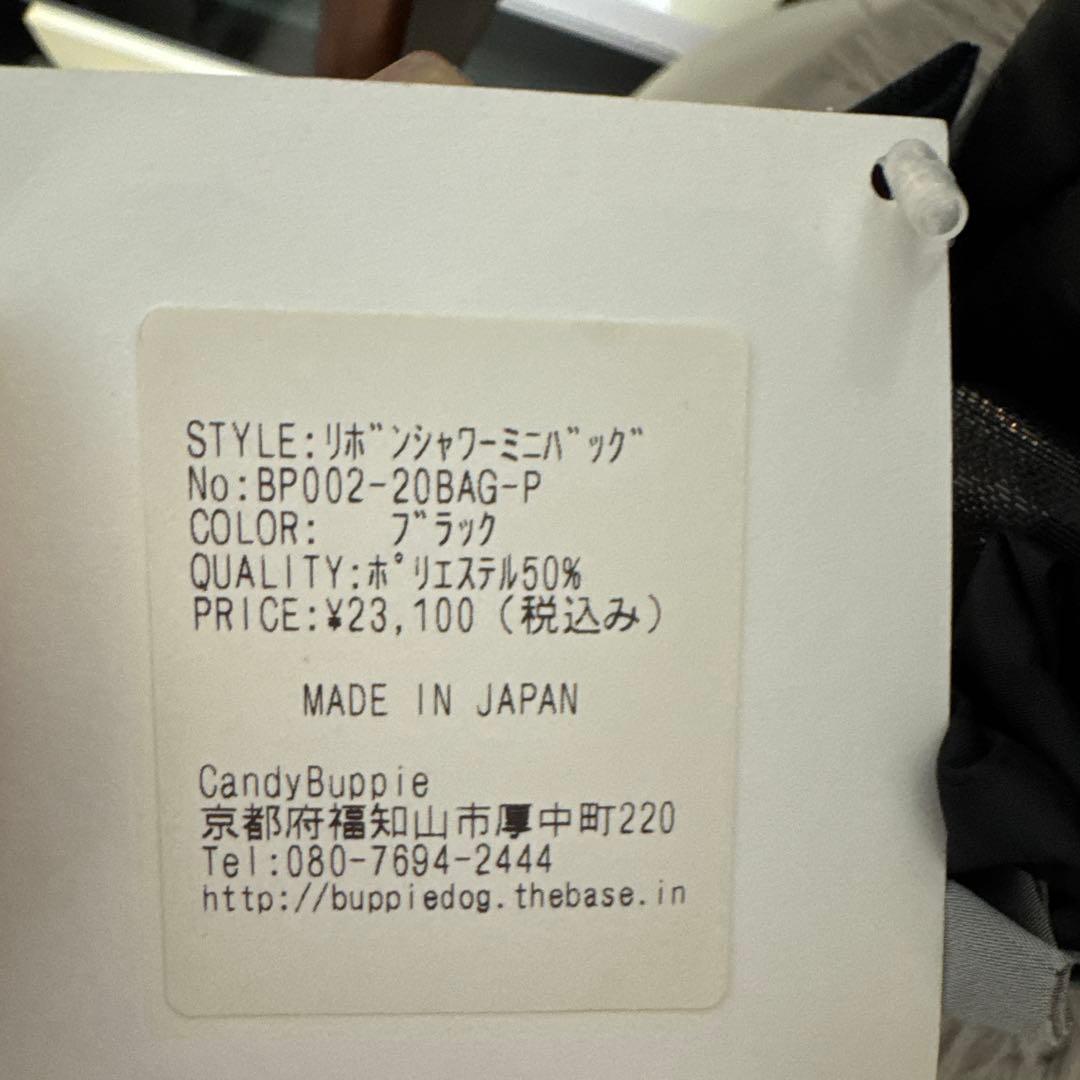 STYLE:ﾘﾎﾞﾝｼｬﾜｰﾐﾆﾊﾞｯｸﾞ
No:BP002-20BAG-P
COLOR: ﾌﾞﾗｯｸ
QUALITY:ﾎﾟﾘｴｽﾃﾙ50%
PRICE:¥23,100（税込み）
MADE IN JAPAN
CandyBuppie
京都府福知山市厚中町220
Tel:080-7694-2444
http://buppiedog.thebase.in